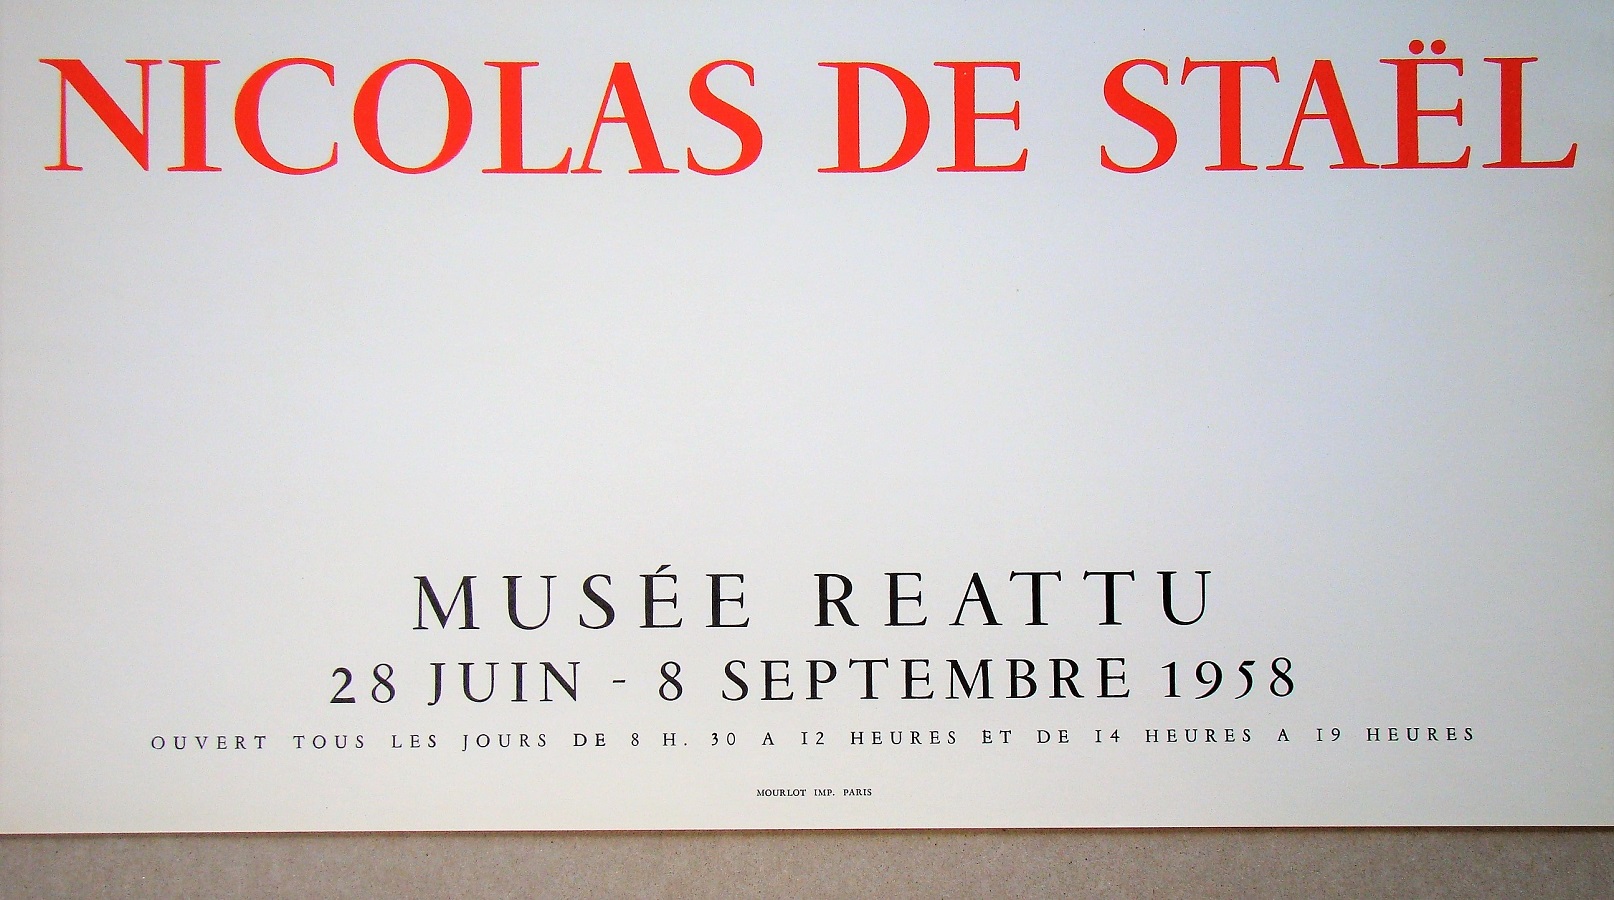 NICOLAS DE STAËL
MUSÉE REATTU
28 JUIN - 8 SEPTEMBRE 1958
OUVERT TOUS LES JOURS DE 8 H. 30 A 12 HEURES ET DE 14 HEURES A 19 HEURES
MOURLOT IMP. PARIS